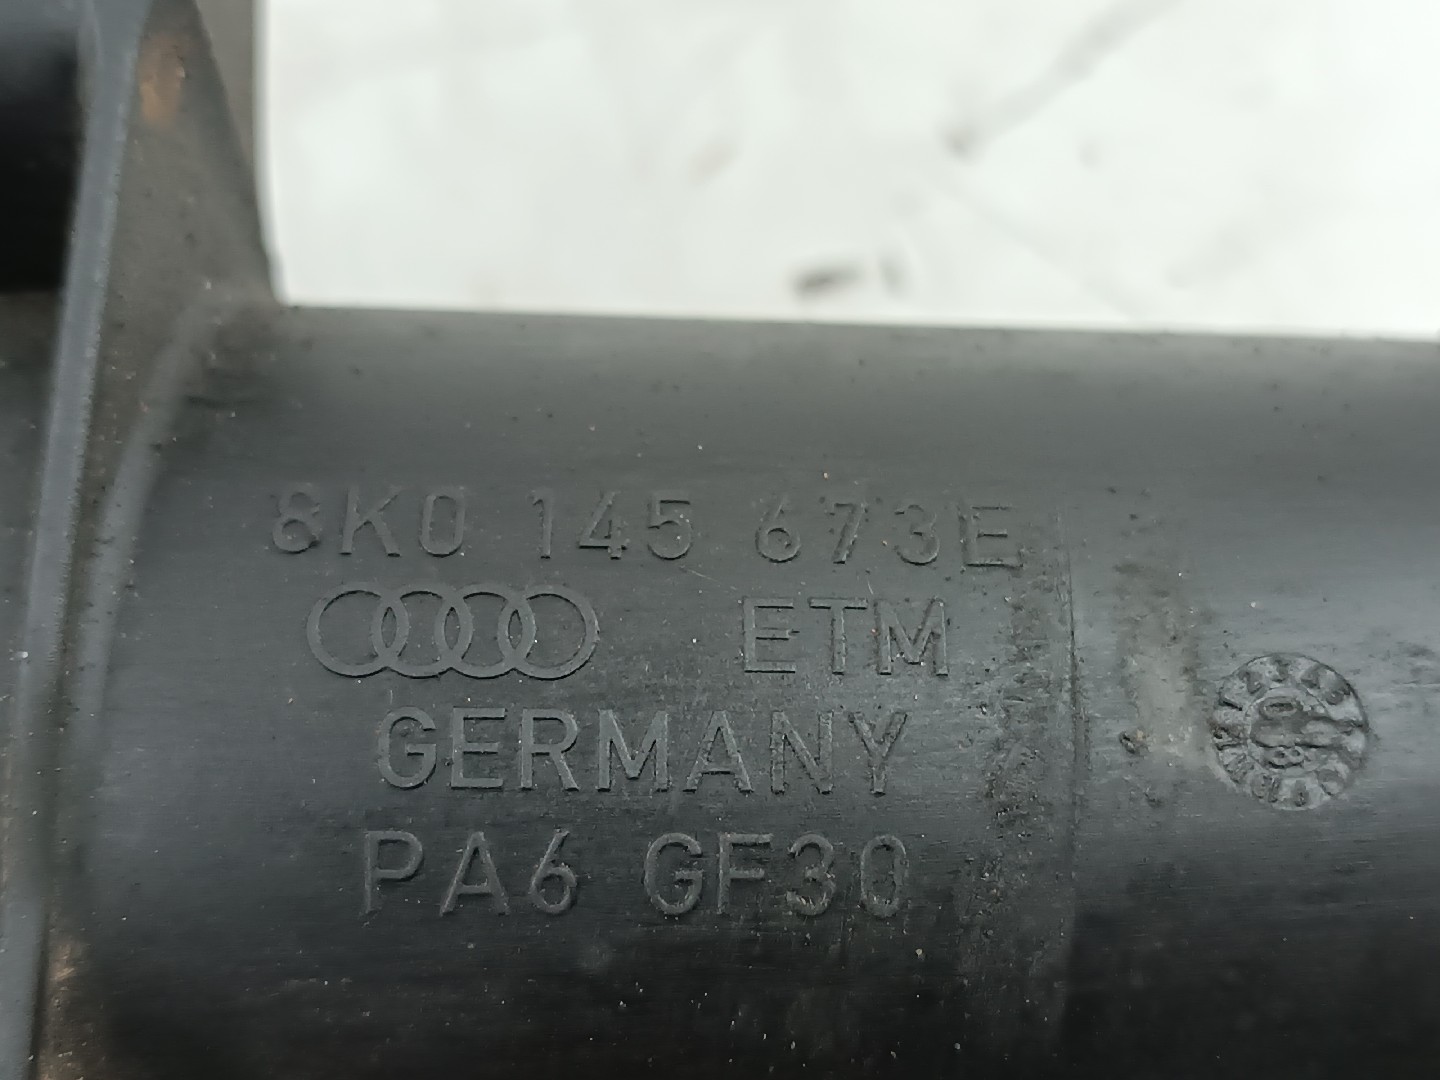 8K0 145 673E
ETM
GERMANY
PA6 GF30